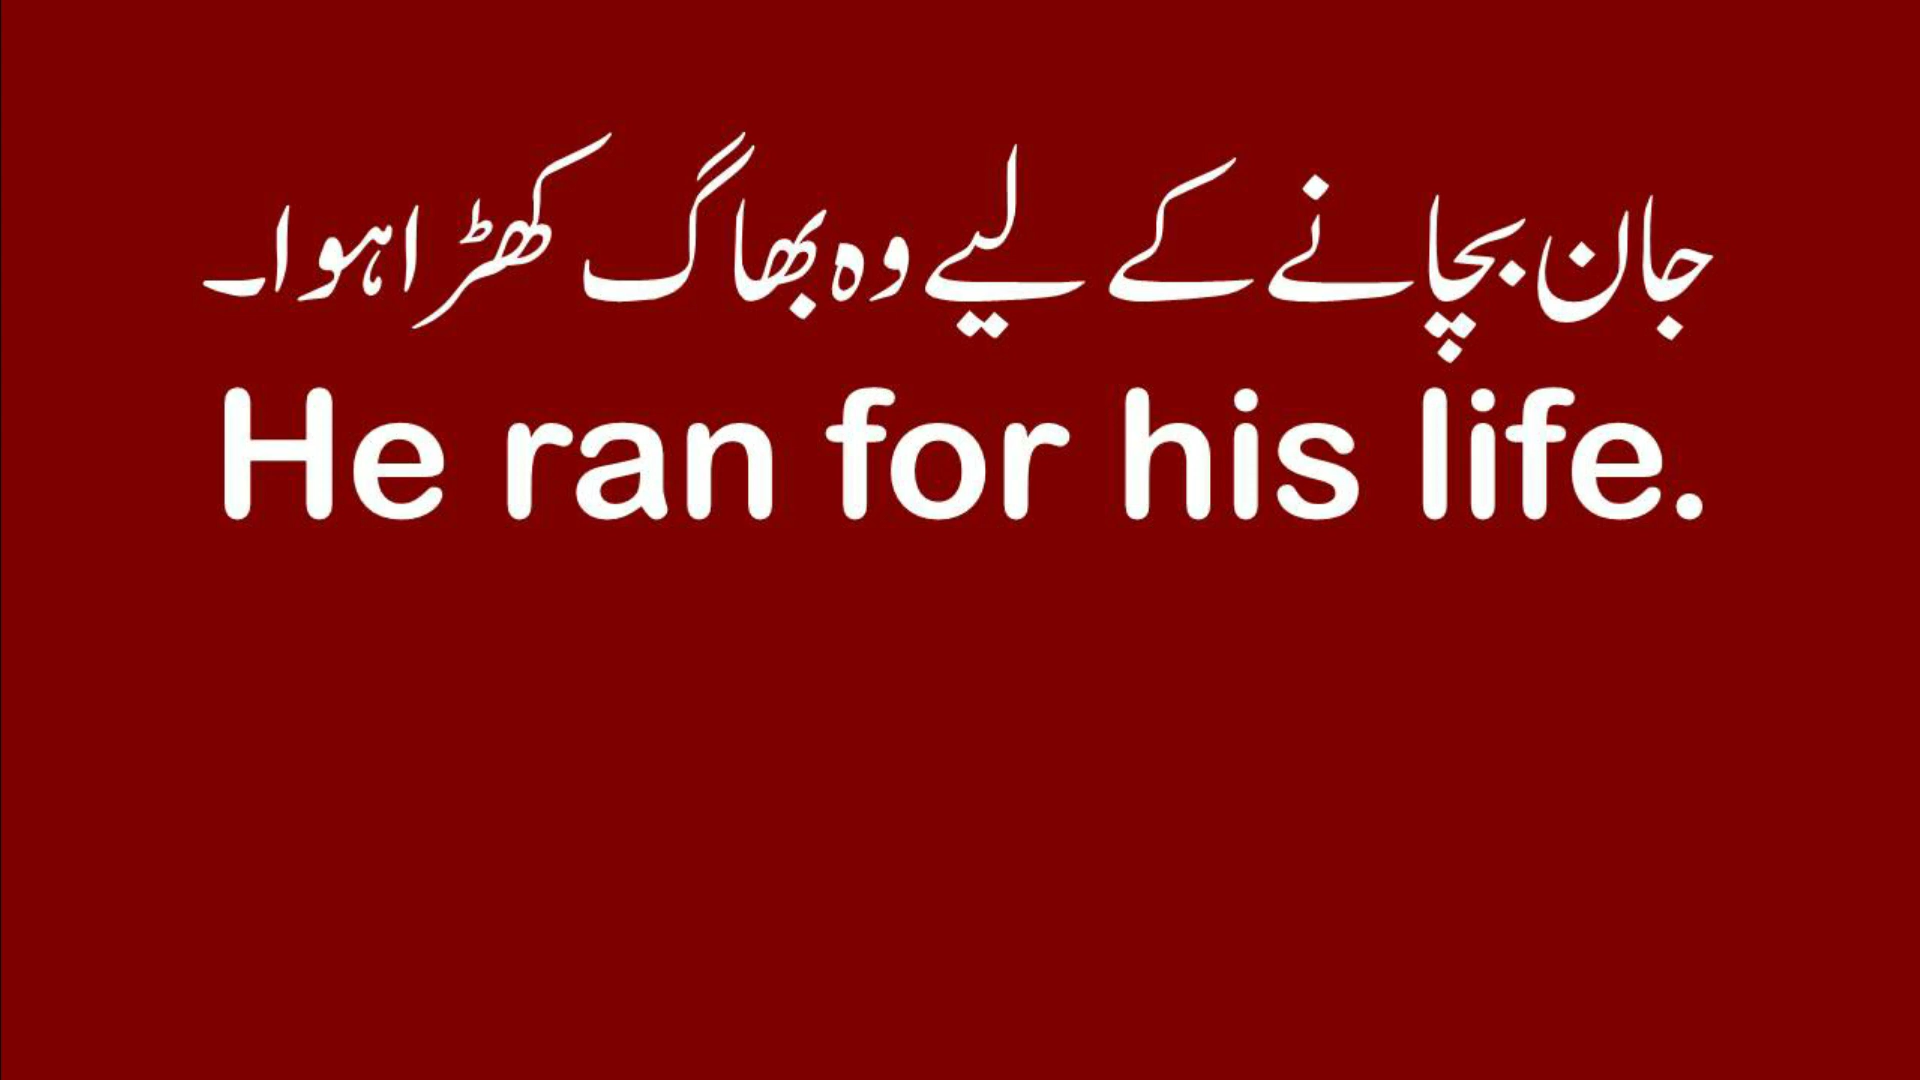 جان بچانے کے لیے وہ بھاگ کھڑا ہوا۔
He ran for his life.